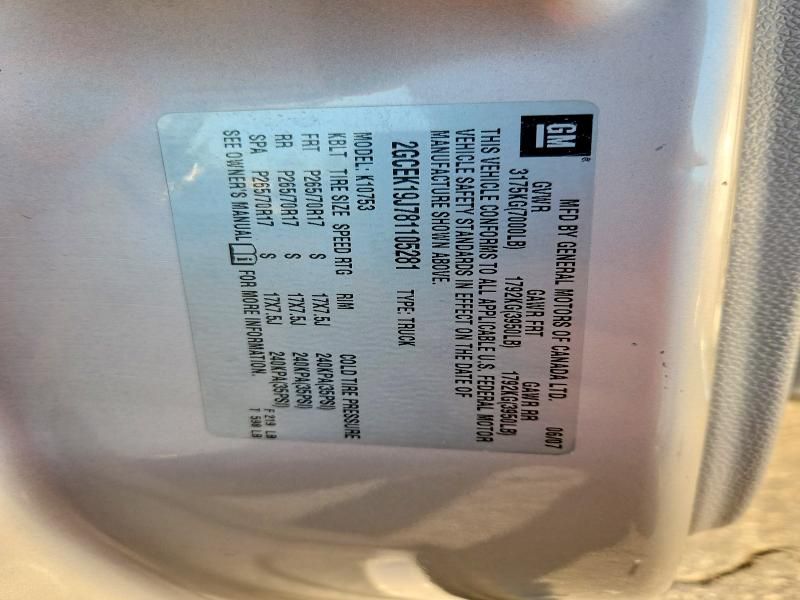 GM ®
MFD BY GENERAL MOTORS OF CANADA LTD. 06/07
GVWR GAWR FRT GAWR RR
3175KG(7000LB) 1792KG(3950LB) 1792KG(3950LB)
THIS VEHICLE CONFORMS TO ALL APPLICABLE U.S. FEDERAL MOTOR
VEHICLE SAFETY STANDARDS IN EFFECT ON THE DATE OF
MANUFACTURE SHOWN ABOVE.
2GCEK19J781105281 TYPE: TRUCK
MODEL: K10753
KBLT TIRE SIZE SPEED RTG RIM COLD TIRE PRESSURE
FRT P265/70R17 S 17X7.5J 240KPA(35PSI)
RR P265/70R17 S 17X7.5J 240KPA(35PSI)
SPA P265/70R17 S 17X7.5J 240KPA(35PSI)
SEE OWNER'S MANUAL FOR MORE INFORMATION.
F 219 LB
T 590 LB